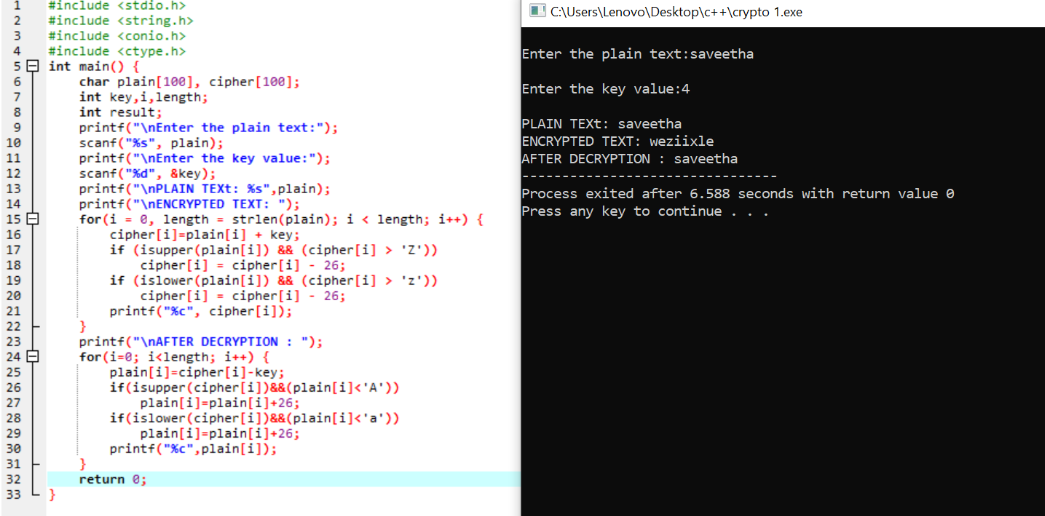 1 #include <stdio.h>
2 #include <string.h>
3 #include <conio.h>
4 #include <ctype.h>
5 int main() {
6 char plain[100], cipher[100];
7 int key,i,length;
8 int result;
9 printf("\nEnter the plain text:");
10 scanf("%s", plain);
11 printf("\nEnter the key value:");
12 scanf("%d", &key);
13 printf("\nPLAIN TEXt: %s",plain);
14 printf("\nENCRYPTED TEXT: ");
15 for(i = 0, length = strlen(plain); i < length; i++) {
16 cipher[i]=plain[i] + key;
17 if (isupper(plain[i]) && (cipher[i] > 'Z'))
18 cipher[i] = cipher[i] - 26;
19 if (islower(plain[i]) && (cipher[i] > 'z'))
20 cipher[i] = cipher[i] - 26;
21 printf("%c", cipher[i]);
22 }
23 printf("\nAFTER DECRYPTION : ");
24 for(i=0; i<length; i++) {
25 plain[i]=cipher[i]-key;
26 if(isupper(cipher[i])&&(plain[i]<'A'))
27 plain[i]=plain[i]+26;
28 if(islower(cipher[i])&&(plain[i]<'a'))
29 plain[i]=plain[i]+26;
30 printf("%c",plain[i]);
31 }
32 return 0;
33 }
C:\Users\Lenovo\Desktop\c++\crypto 1.exe
Enter the plain text:saveetha
Enter the key value:4
PLAIN TEXt: saveetha
ENCRYPTED TEXT: weziixle
AFTER DECRYPTION : saveetha
--------------------------------
Process exited after 6.588 seconds with return value 0
Press any key to continue . . .